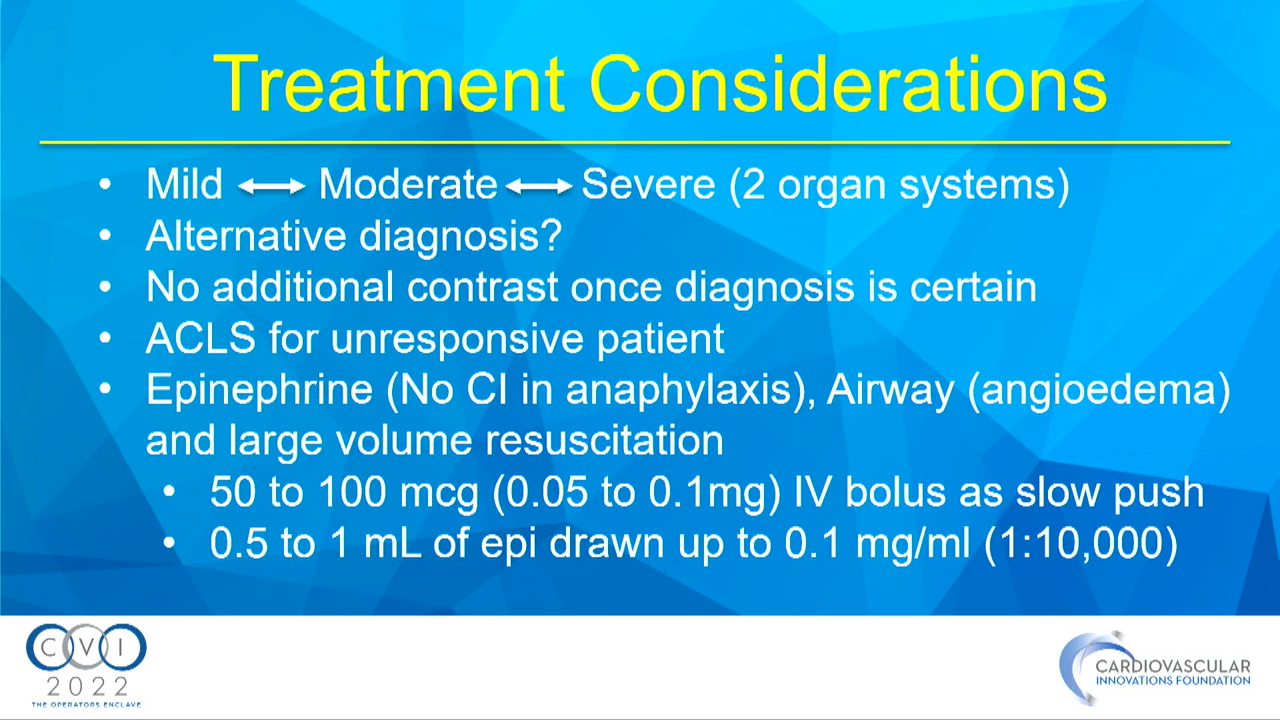 Treatment Considerations
• Mild ↔ Moderate ↔ Severe (2 organ systems)
• Alternative diagnosis?
• No additional contrast once diagnosis is certain
• ACLS for unresponsive patient
• Epinephrine (No CI in anaphylaxis), Airway (angioedema)
and large volume resuscitation
• 50 to 100 mcg (0.05 to 0.1mg) IV bolus as slow push
• 0.5 to 1 mL of epi drawn up to 0.1 mg/ml (1:10,000)
CVI
2022
THE OPERATORS ENCLAVE
CARDIOVASCULAR
INNOVATIONS FOUNDATION